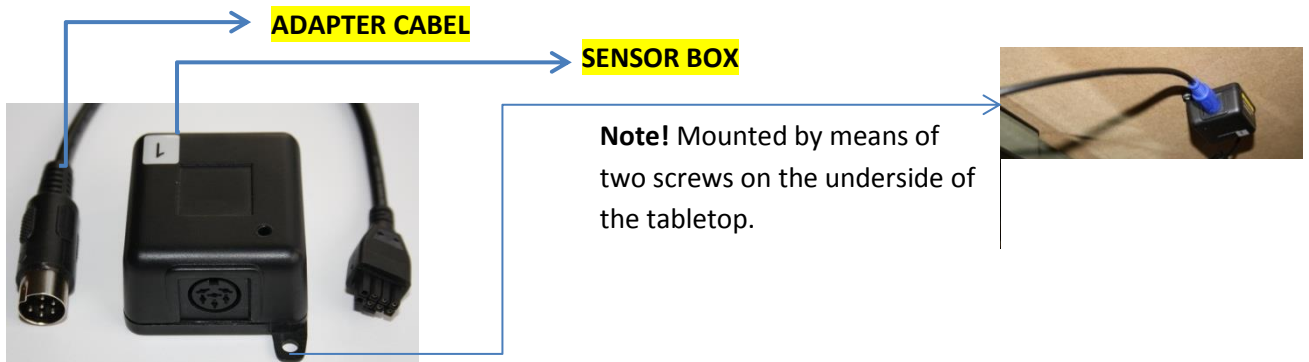 ADAPTER CABEL
SENSOR BOX
Note! Mounted by means of
two screws on the underside of
the tabletop.
1